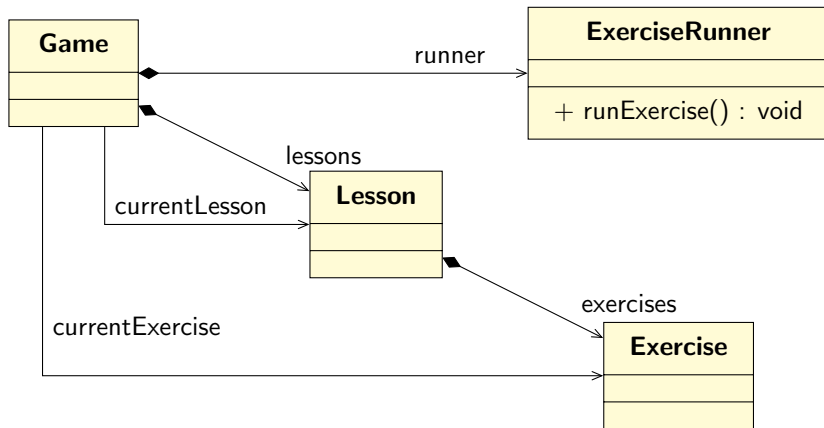 Game
ExerciseRunner
runner
+ runExercise() : void
lessons
Lesson
currentLesson
exercises
currentExercise
Exercise